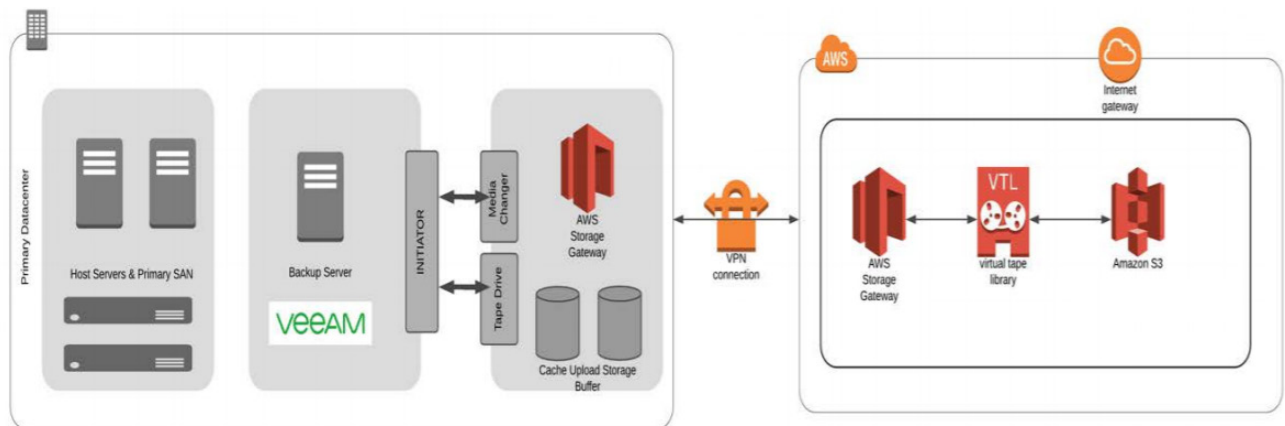 Primary Datacenter
Host Servers & Primary SAN
Backup Server
veeAM
INITIATOR
Media
Changer
Tape Drive
AWS
Storage
Gateway
Cache Upload Storage
Buffer
VPN
connection
AWS
Internet
gateway
AWS
Storage
Gateway
VTL
virtual tape
library
Amazon S3